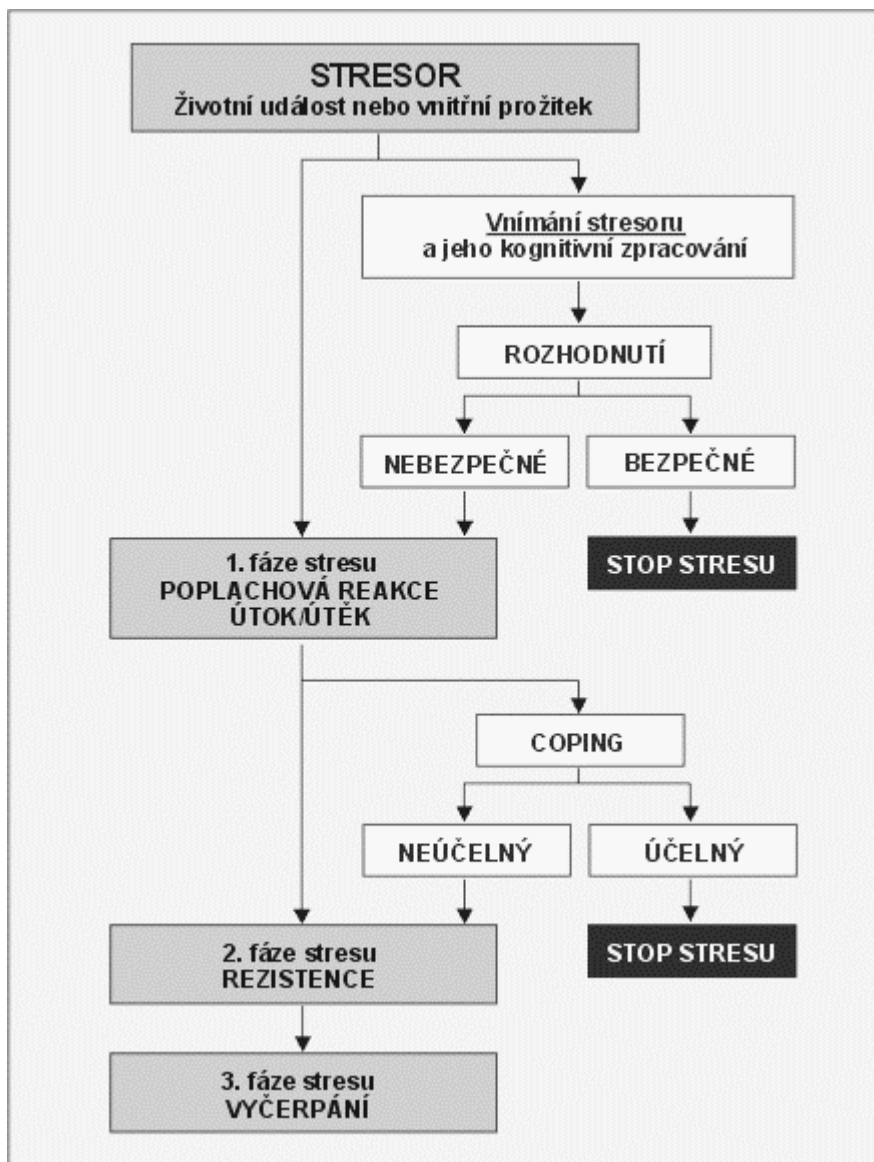 STRESOR
Životní událost nebo vnitřní prožitek
Vnímání stresoru
a jeho kognitivní zpracování
ROZHODNUTÍ
NEBEZPEČNÉ
BEZPEČNÉ
1. fáze stresu
POPLACHOVÁ REAKCE
ÚTOK/ÚTĚK
STOP STRESU
COPING
NEÚČELNÝ
ÚČELNÝ
2. fáze stresu
REZISTENCE
STOP STRESU
3. fáze stresu
VYČERPÁNÍ